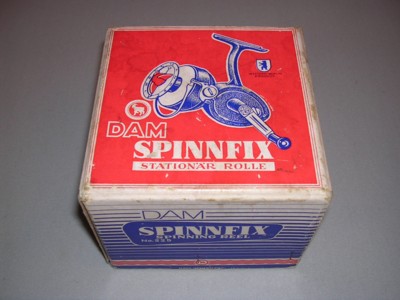 DAM
SPINNFIX
STATIONÄR ROLLE
DAM
SPINNFIX
SPINNING REEL